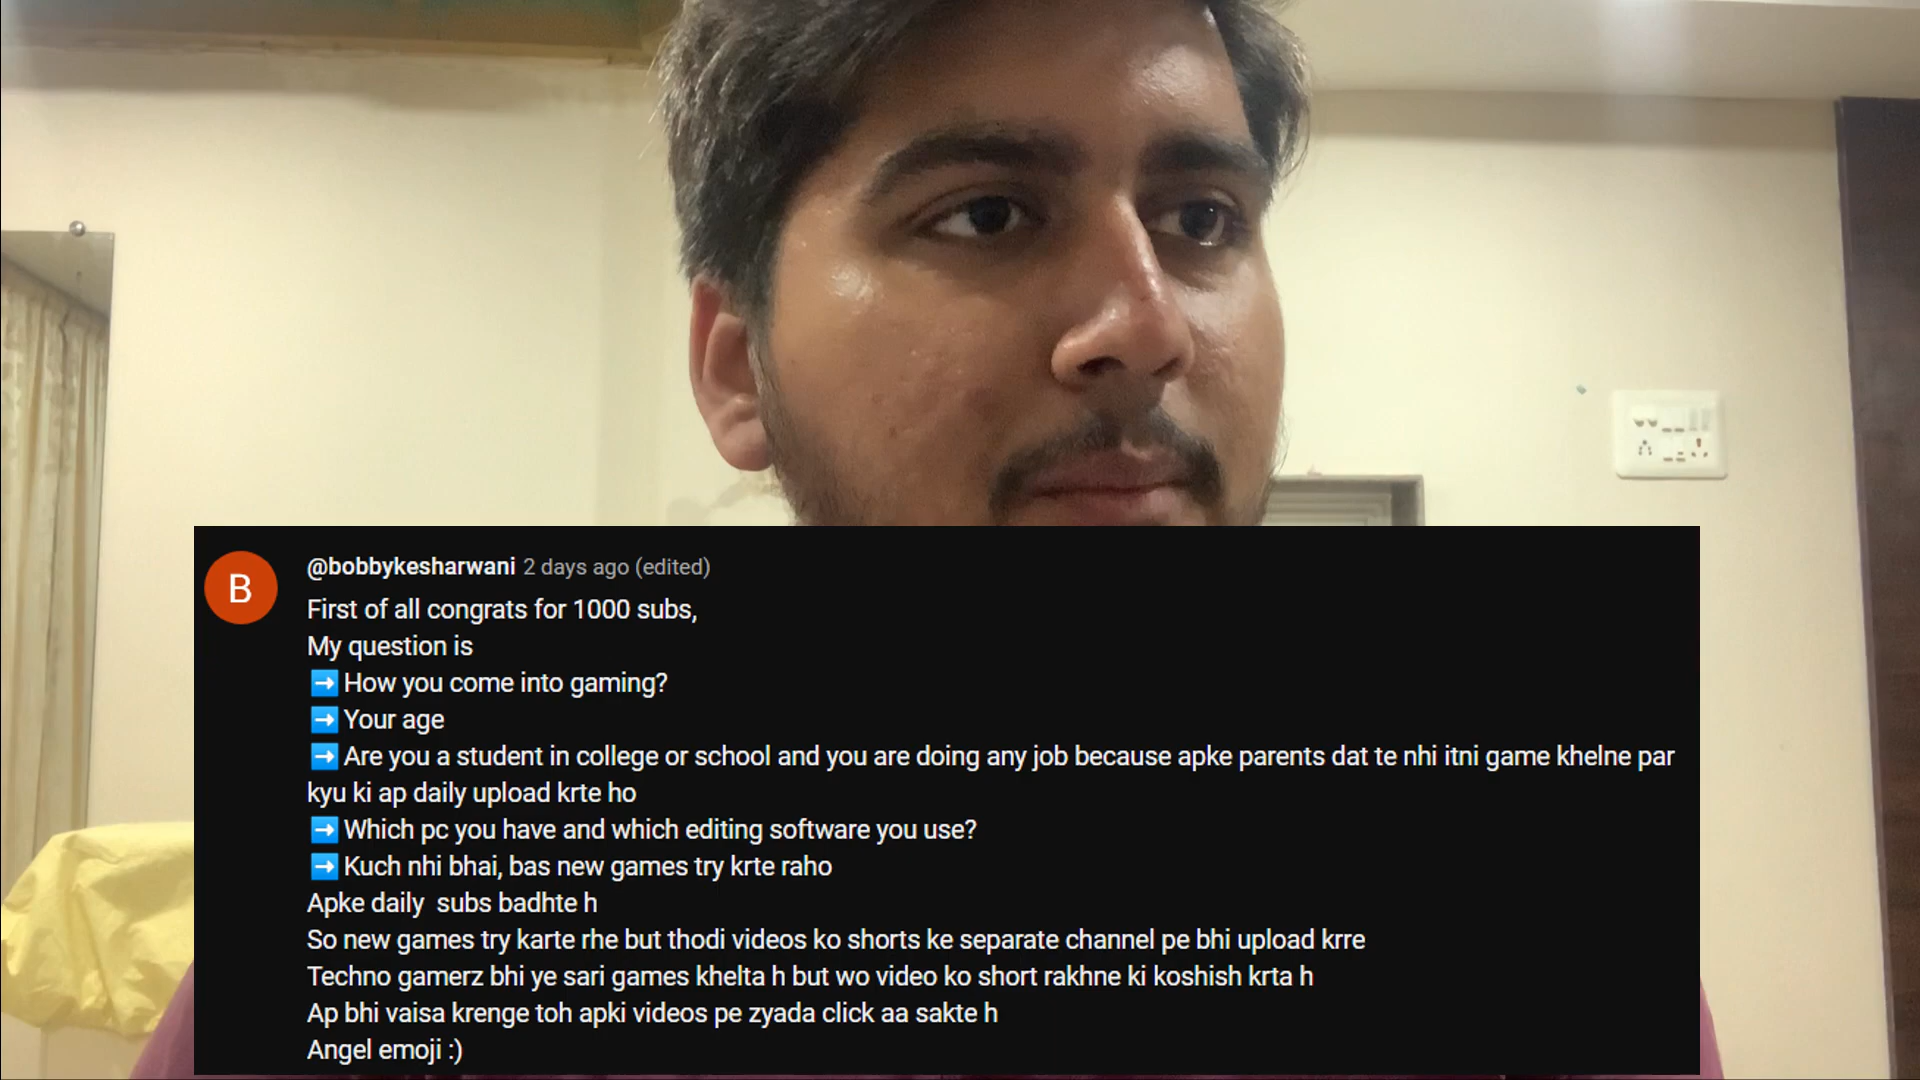 B
@bobbykesharwani 2 days ago (edited)
First of all congrats for 1000 subs,
My question is
➡️How you come into gaming?
➡️Your age
➡️Are you a student in college or school and you are doing any job because apke parents dat te nhi itni game khelne par
kyu ki ap daily upload krte ho
➡️Which pc you have and which editing software you use?
➡️Kuch nhi bhai, bas new games try krte raho
Apke daily  subs badhte h
So new games try karte rhe but thodi videos ko shorts ke separate channel pe bhi upload krre
Techno gamerz bhi ye sari games khelta h but wo video ko short rakhne ki koshish krta h
Ap bhi vaisa krenge toh apki videos pe zyada click aa sakte h
Angel emoji :)